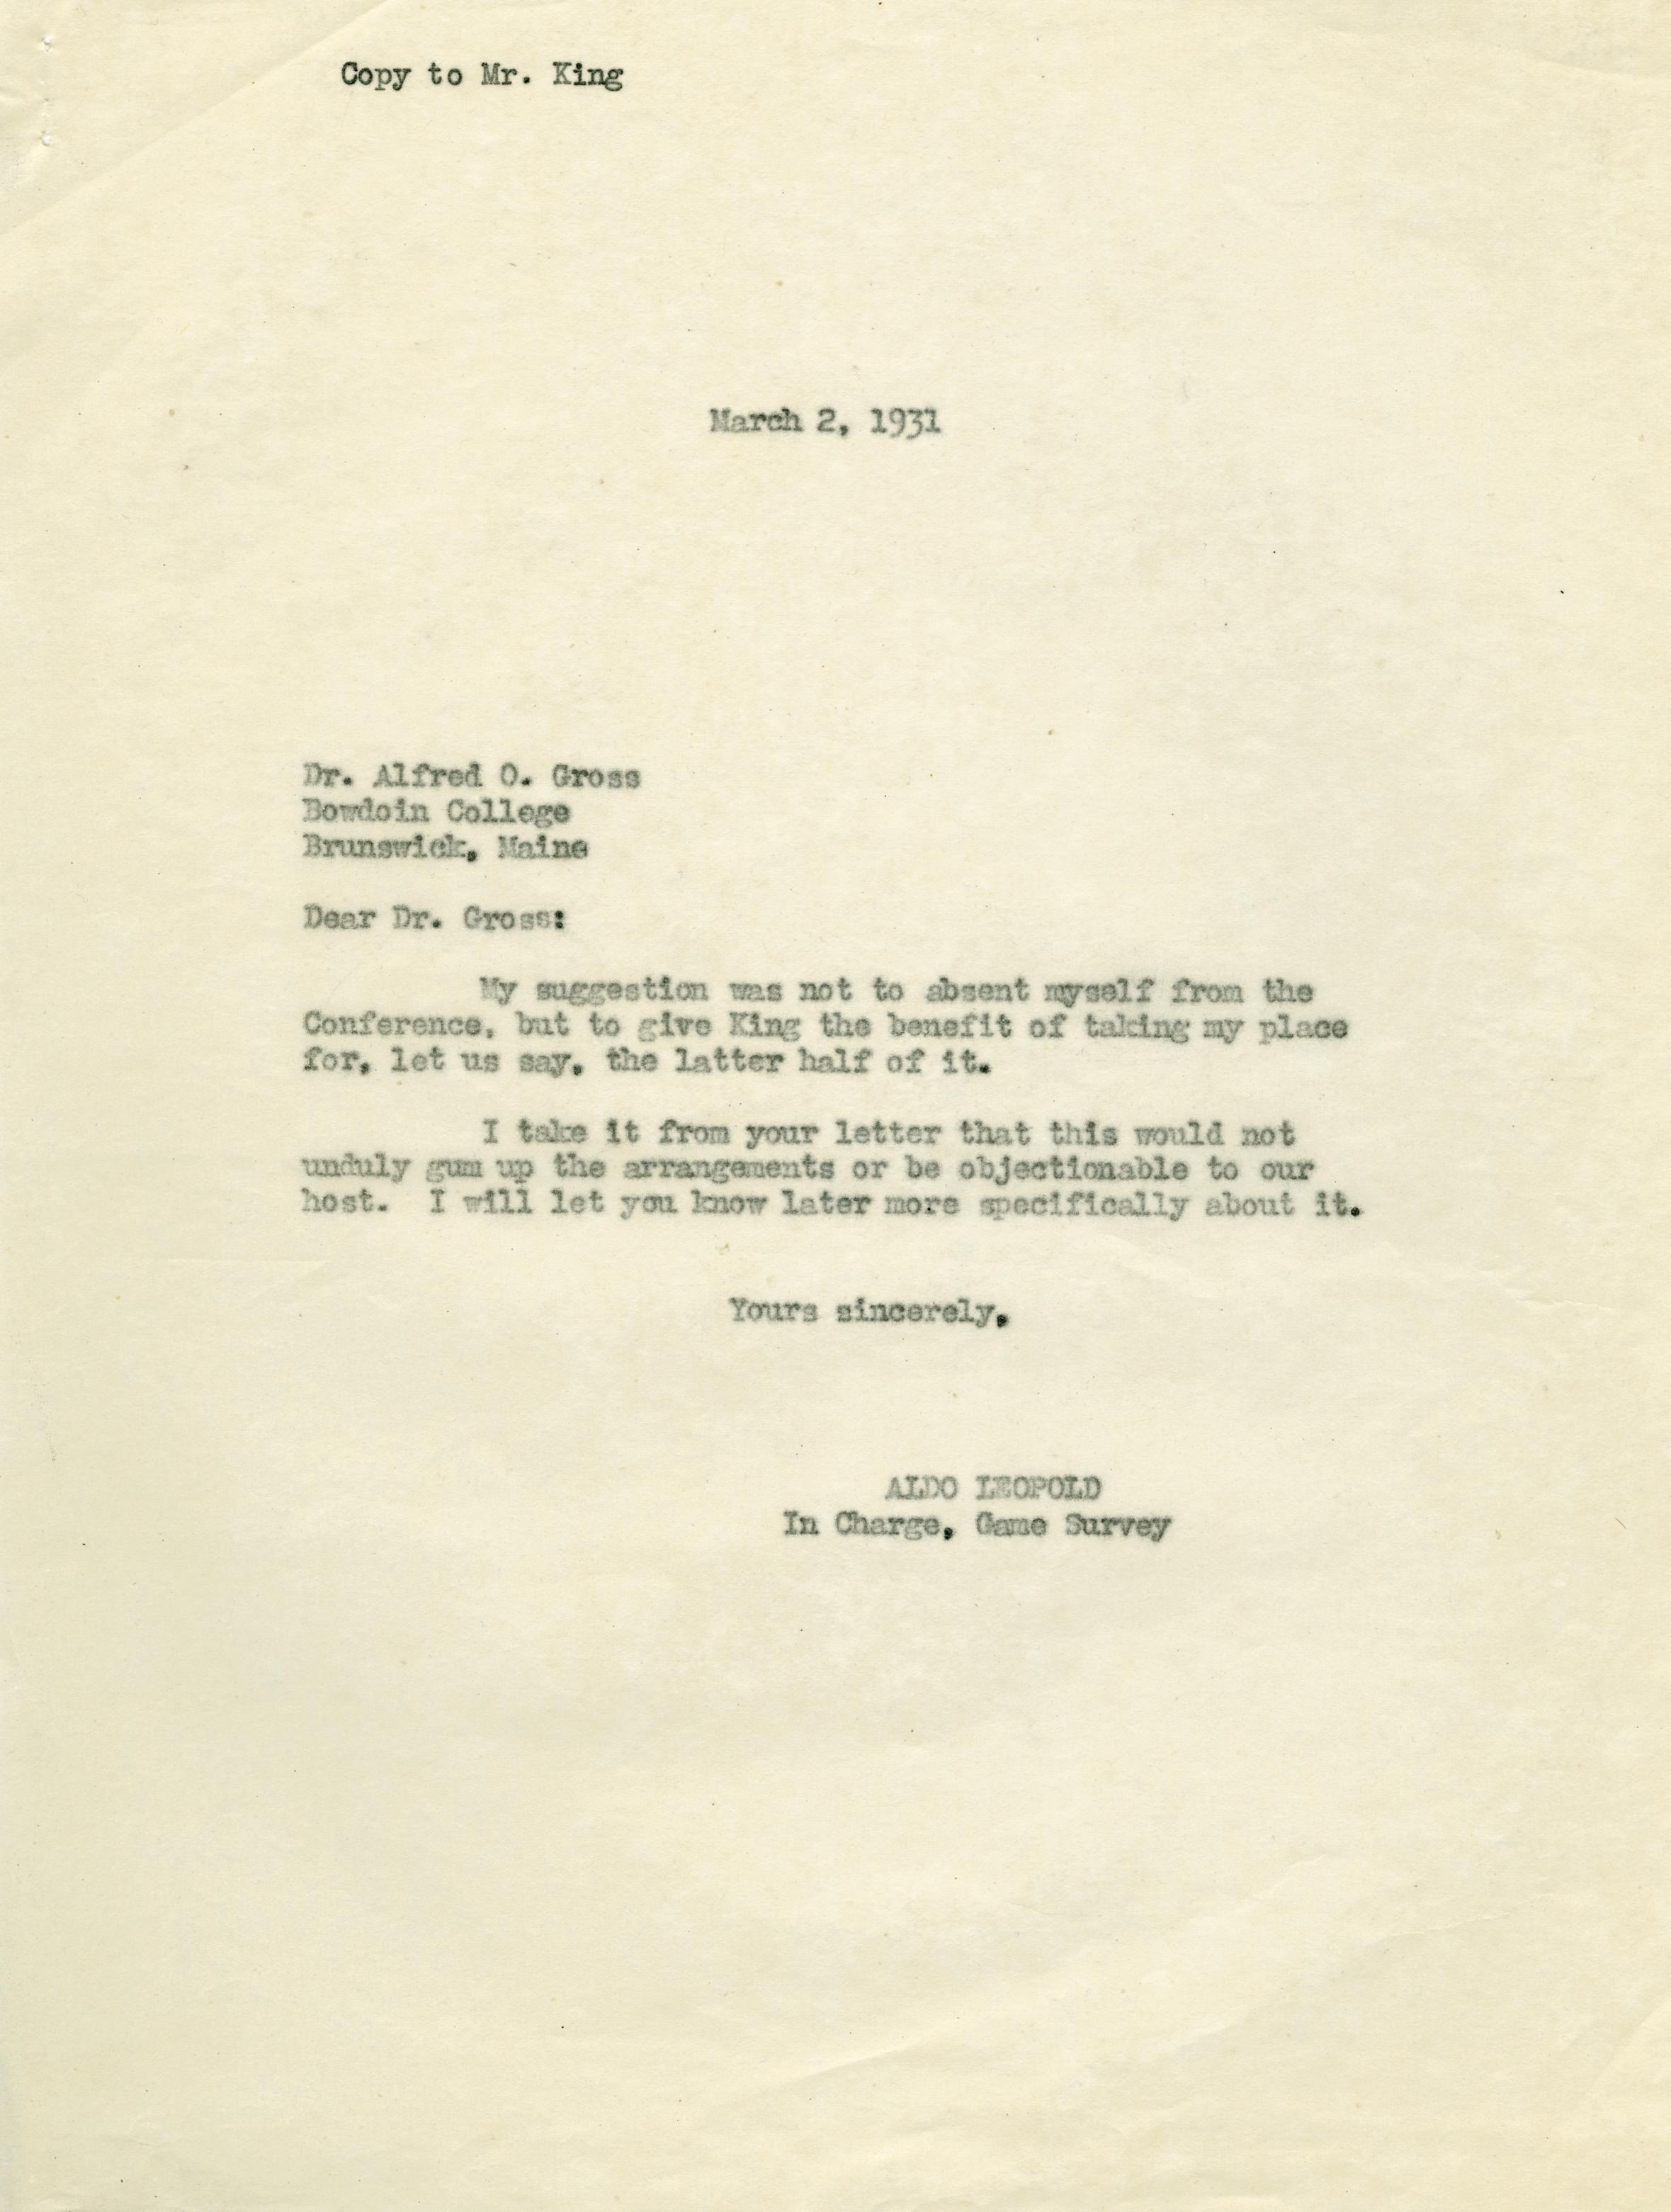 Copy to Mr. King
March 2, 1931
Dr. Alfred O. Gross
Bowdoin College
Brunswick, Maine
Dear Dr. Gross:
My suggestion was not to absent myself from the
Conference, but to give King the benefit of taking my place
for, let us say, the latter half of it.
I take it from your letter that this would not
unduly gum up the arrangements or be objectionable to our
host. I will let you know later more specifically about it.
Yours sincerely,
ALDO LEOPOLD
In Charge, Game Survey